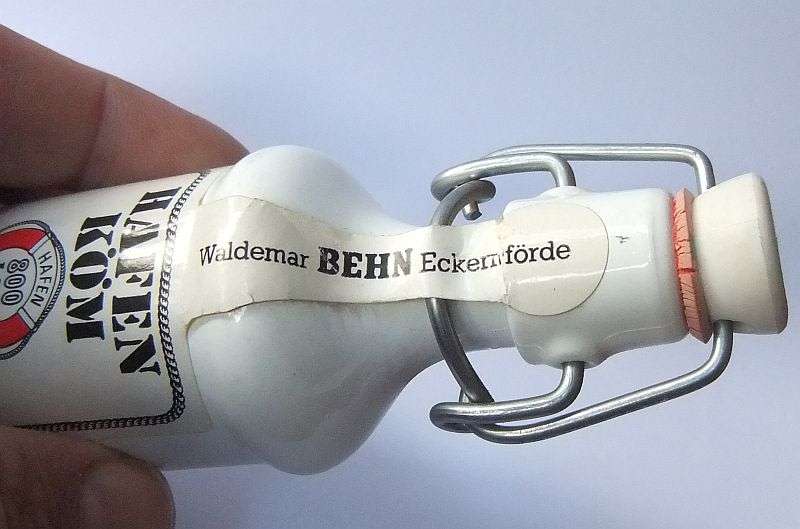 Waldemar BEHN Eckernförde
HAFEN
KÖM
HAFEN
800